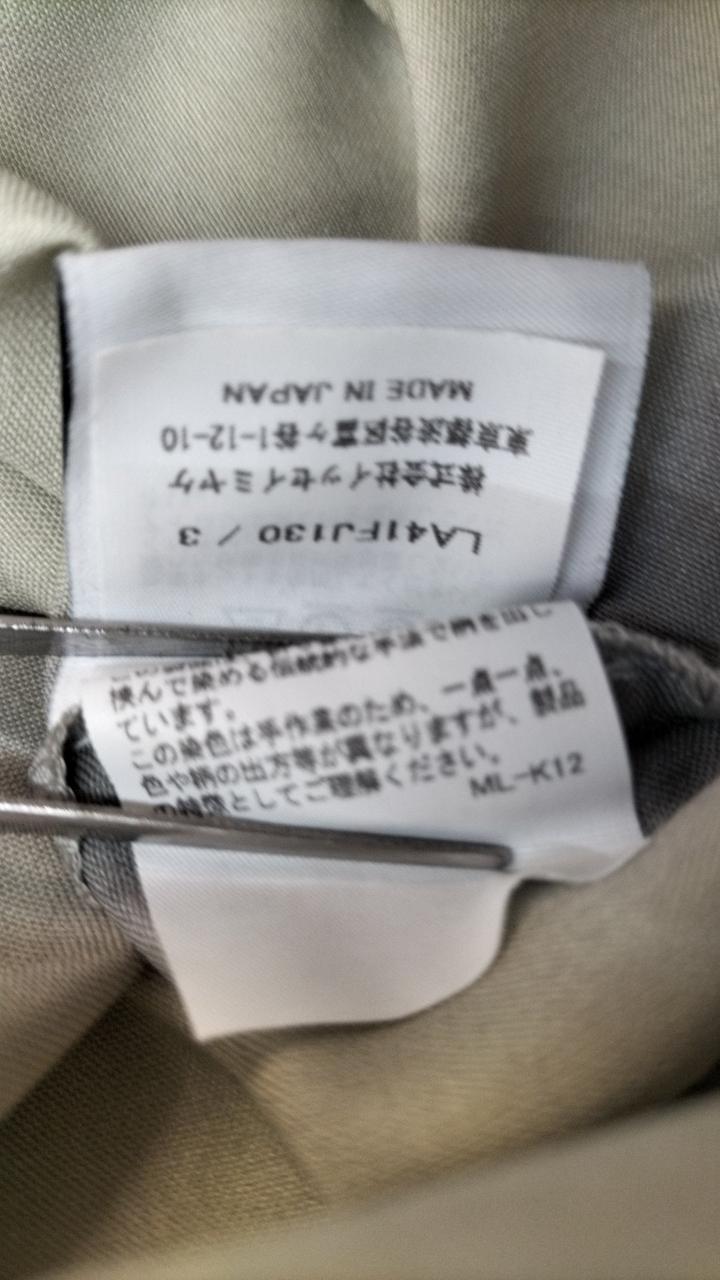 LA41FJ130 / 3
株式会社イッセイミヤケ
東京都渋谷区富ヶ谷1-12-10
MADE IN JAPAN
挟んで染める伝統的な手法で柄を出し
ています。
この染色は手作業のため、一点一点、
色や柄の出方等が異なりますが、製品
の特徴としてご理解ください。
ML-K12